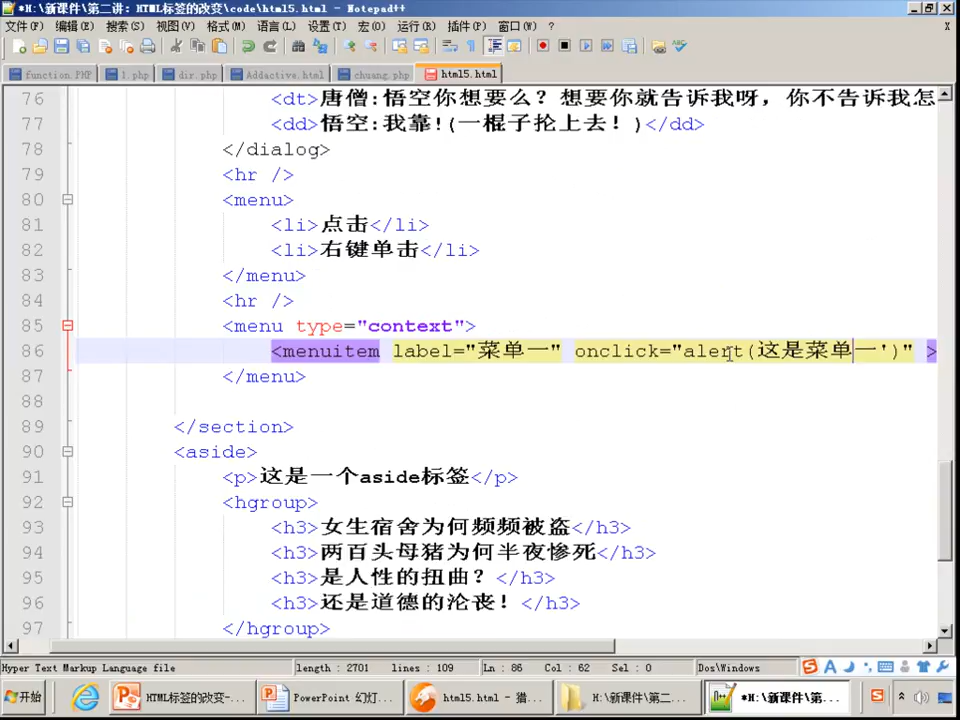 *H:\新课件\第二讲：HTML标签的改变\code\html5.html - Notepad++
文件(F) 编辑(E) 搜索(S) 视图(V) 格式(M) 语言(L) 设置(T) 宏(O) 运行(R) 插件(P) 窗口(W) ?
X
function.PHP 1.php dir.php Addactive.html chuang.php html5.html
76 <dt>唐僧:悟空你想要么？想要你就告诉我呀，你不告诉我怎
77 <dd>悟空:我靠!(一棍子抡上去！)</dd>
78 </dialog>
79 <hr />
80 <menu>
81 <li>点击</li>
82 <li>右键单击</li>
83 </menu>
84 <hr />
85 <menu type="context">
86 <menuitem label="菜单一" onclick="alert(这是菜单一')" >
87 </menu>
88
89 </section>
90 <aside>
91 <p>这是一个aside标签</p>
92 <hgroup>
93 <h3>女生宿舍为何频频被盗</h3>
94 <h3>两百头母猪为何半夜惨死</h3>
95 <h3>是人性的扭曲？</h3>
96 <h3>还是道德的沦丧！</h3>
97 </hgroup>
Hyper Text Markup Language file length : 2701 lines : 109 Ln : 86 Col : 62 Sel : 0 Dos\Windows
开始 HTML标签的改变-... PowerPoint 幻灯... html5.html - 猎... H:\新课件\第二... *H:\新课件\第...